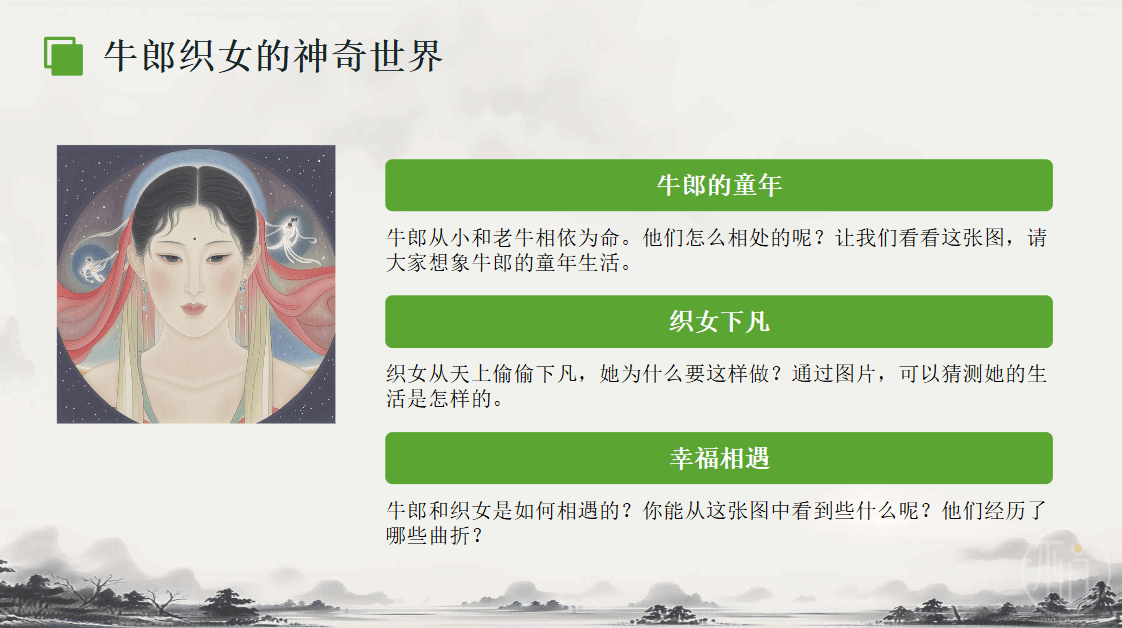 牛郎织女的神奇世界
牛郎的童年
牛郎从小和老牛相依为命。他们怎么相处的呢？让我们看看这张图，请
大家想象牛郎的童年生活。
织女下凡
织女从天上偷偷下凡，她为什么要这样做？通过图片，可以猜测她的生
活是怎样的。
幸福相遇
牛郎和织女是如何相遇的？你能从这张图中看到些什么呢？他们经历了
哪些曲折？